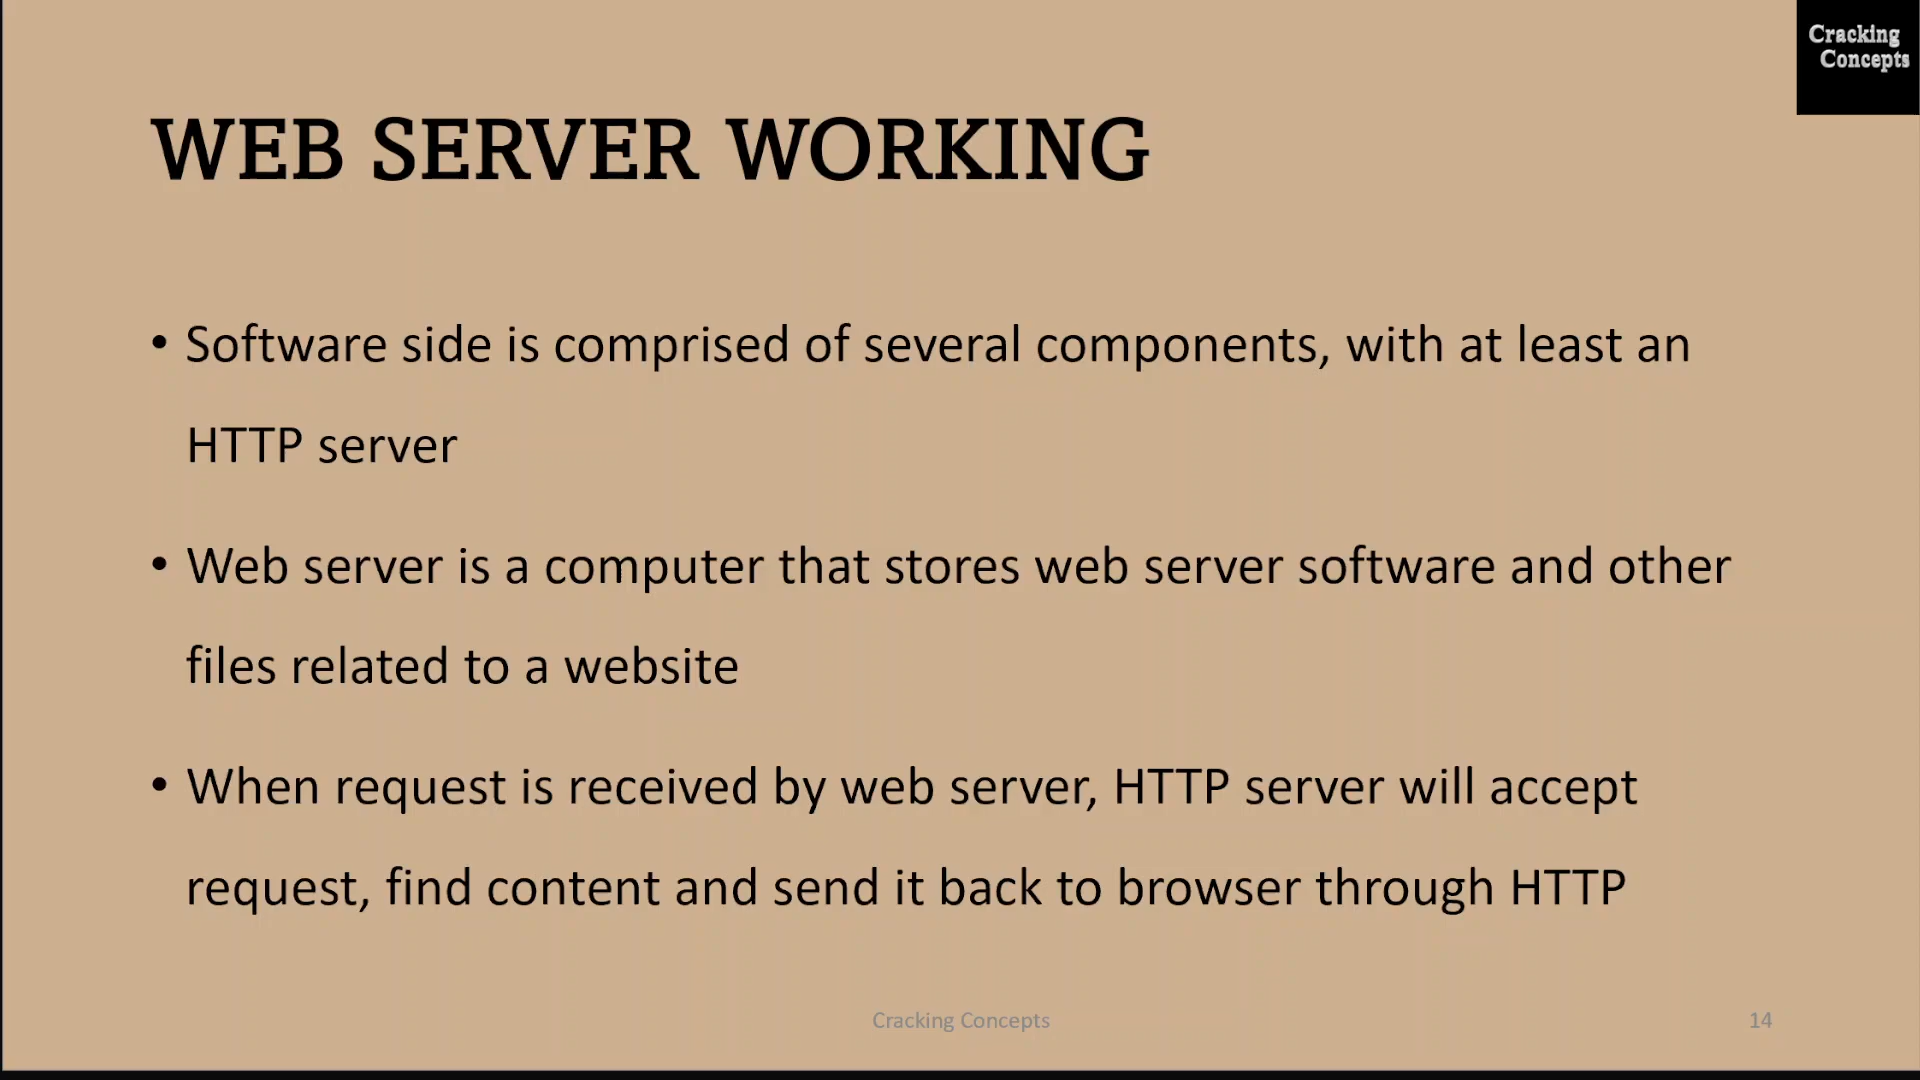 Cracking
Concepts
WEB SERVER WORKING
• Software side is comprised of several components, with at least an
HTTP server
• Web server is a computer that stores web server software and other
files related to a website
• When request is received by web server, HTTP server will accept
request, find content and send it back to browser through HTTP
Cracking Concepts
14